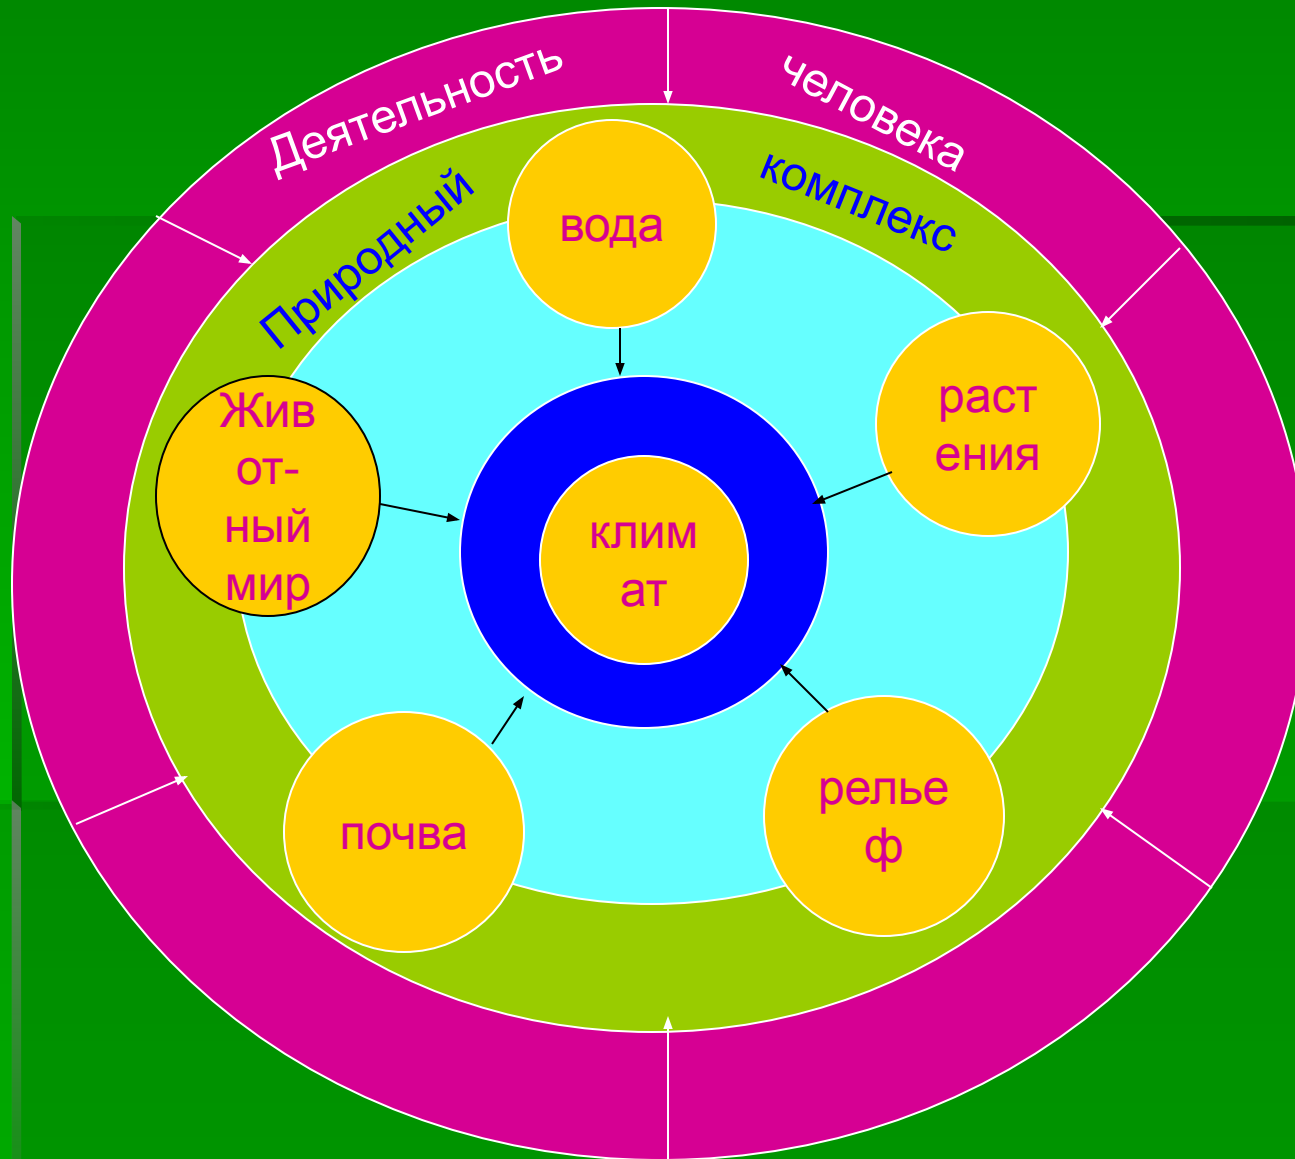 Деятельность
человека
Природный
комплекс
вода
раст
ения
Жив
от-
ный
мир
клим
ат
релье
ф
почва